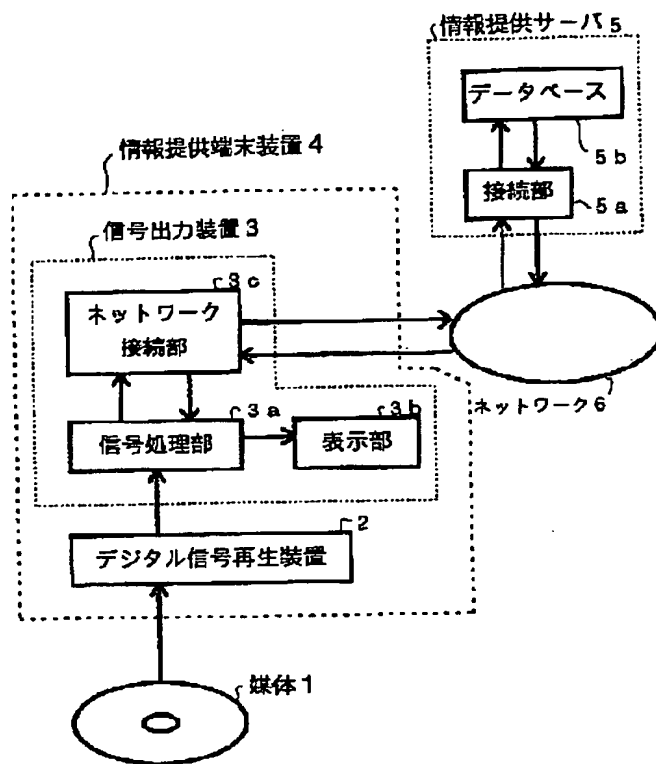 情報提供サーバ5
データベース
5b
接続部
5a
情報提供端末装置4
信号出力装置3
3c
ネットワーク
接続部
ネットワーク6
3a
3b
信号処理部
表示部
2
デジタル信号再生装置
媒体1